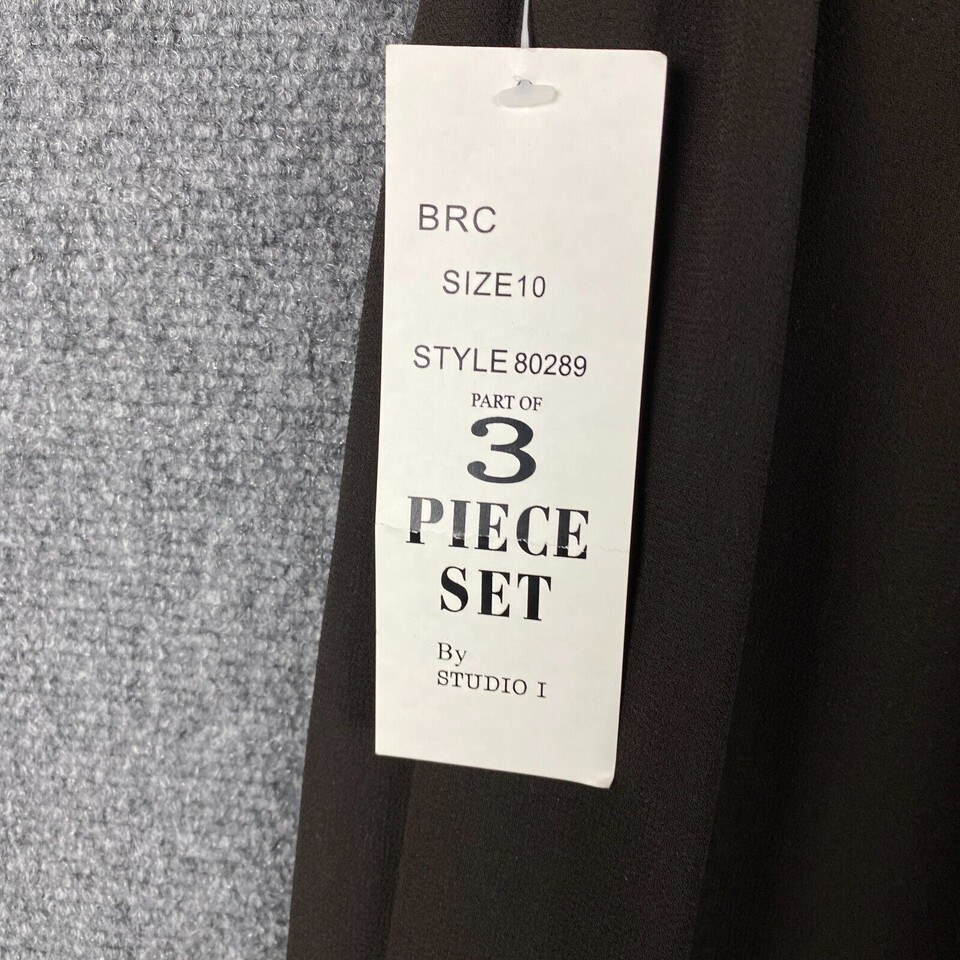 BRC
SIZE10
STYLE 80289
PART OF
3
PIECE
SET
By
STUDIO I